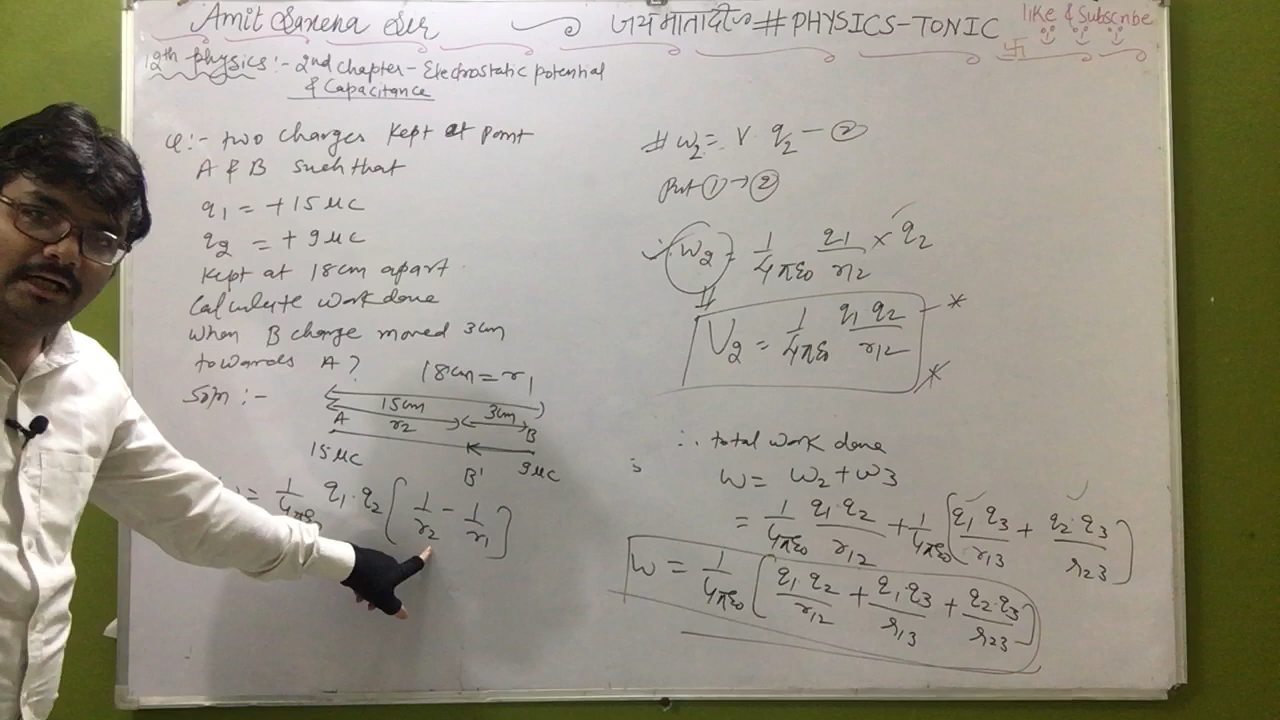 Amit Saxena Sir
जय माता दी
#PHYSICS-TONIC
like & Subscribe
12th physics :- 2nd chapter - Electrostatic potential
& Capacitance
Q:- two charges kept at point
A & B such that
q1 = +15 μc
q2 = +9 μc
kept at 18cm apart
Calculate work done
when B charge moved 3cm
towards A?
Soln :-
18cm = r1
15cm
3cm
A
r2
B
15 μc
B'
9 μc
= 1/4πε0 q1·q2 [1/r2 - 1/r1]
# w2 = V. q2 - ②
Put ① → ②
∴ w2 = 1/4πε0 q1/r12 × q2
U2 = 1/4πε0 q1 q2/r12
∴ total work done
w = w2 + w3
= 1/4πε0 q1·q2/r12 + 1/4πε0 [q1 q3/r13 + q2·q3/r23]
w = 1/4πε0 [q1·q2/r12 + q1q3/r13 + q2·q3/r23]